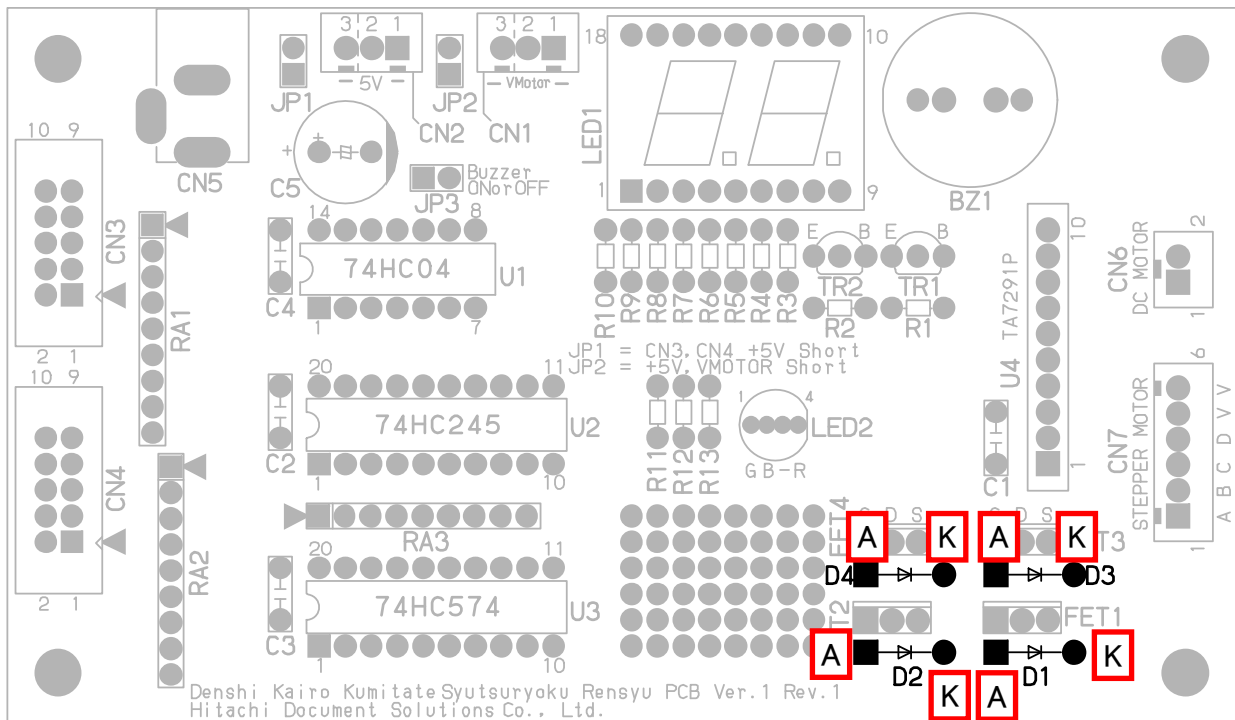 3 2 1
3 2 1
18
10
JP1
5V
JP2
VMotor
CN2
CN1
LED1
10 9
CN5
+
+
C5
JP3
Buzzer
ONorOFF
1
9
BZ1
CN3
14
8
74HC04
U1
C4
1
7
E B
TR2
E B
TR1
R10
R9
R8
R7
R6
R5
R4
R3
R2
R1
10
TA7291P
U4
1
CN6
DC MOTOR
2
1
RA1
2 1
JP1 = CN3,CN4 +5V Short
JP2 = +5V,VMOTOR Short
10 9
20
11
74HC245
U2
C2
1
10
1
4
LED2
G B - R
R11
R12
R13
C1
CN7
STEPPER MOTOR
6
A B C D V V
1
CN4
RA3
RA2
2 1
20
11
74HC574
U3
C3
1
10
FET4
D S
S
A
K
A
K
T3
D4
D3
T2
FET1
A
K
D2
D1
K
A
Denshi Kairo Kumitate Syutsuryoku Rensyu PCB Ver.1 Rev.1
Hitachi Document Solutions Co., Ltd.